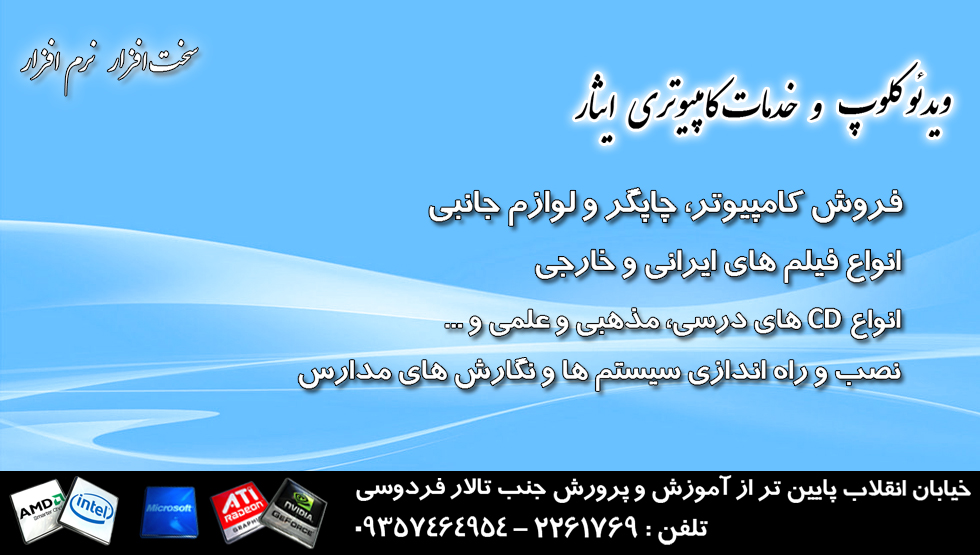 سخت‌افزار نرم افزار
ویدئو کلوپ و خدمات کامپیوتری ایثار
فروش کامپیوتر، چاپگر و لوازم جانبی
انواع فیلم های ایرانی و خارجی
انواع CD های درسی، مذهبی و علمی و ...
نصب و راه اندازی سیستم ها و نگارش های مدارس
خیابان انقلاب پایین تر از آموزش و پرورش جنب تالار فردوسی
تلفن : ۲۲۶۱۷۶۹ - ۰۹۳۵۷۴۶۴۹۵۴
AMD
intel
Microsoft
ATI
RADEON
GRAPHICS
NVIDIA
GEFORCE